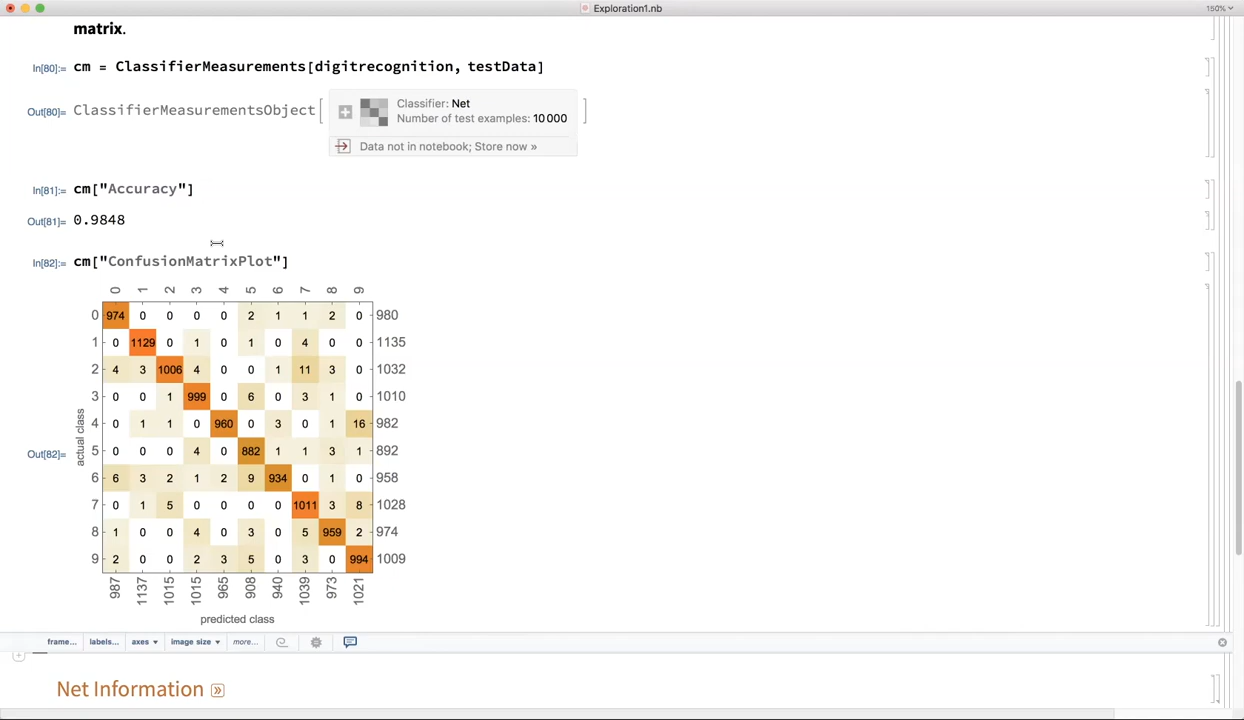 Exploration1.nb
150%
matrix.
In[80]:= cm = ClassifierMeasurements[digitrecognition, testData]
Out[80]= ClassifierMeasurementsObject[
Classifier: Net
Number of test examples: 10000
Data not in notebook; Store now »
]
In[81]:= cm["Accuracy"]
Out[81]= 0.9848
In[82]:= cm["ConfusionMatrixPlot"]
0 1 2 3 4 5 6 7 8 9
0 974 0 0 0 0 2 1 1 2 0 980
1 0 1129 0 1 0 1 0 4 0 0 1135
2 4 3 1006 4 0 0 1 11 3 0 1032
3 0 0 1 999 0 6 0 3 1 0 1010
4 0 1 1 0 960 0 3 0 1 16 982
5 0 0 0 4 0 882 1 1 3 1 892
6 6 3 2 1 2 9 934 0 1 0 958
7 0 1 5 0 0 0 0 1011 3 8 1028
8 1 0 0 4 0 3 0 5 959 2 974
9 2 0 0 2 3 5 0 3 0 994 1009
actual class
Out[82]=
987 1137 1015 1015 965 908 940 1039 973 1021
predicted class
frame... labels... axes image size more...
Net Information »